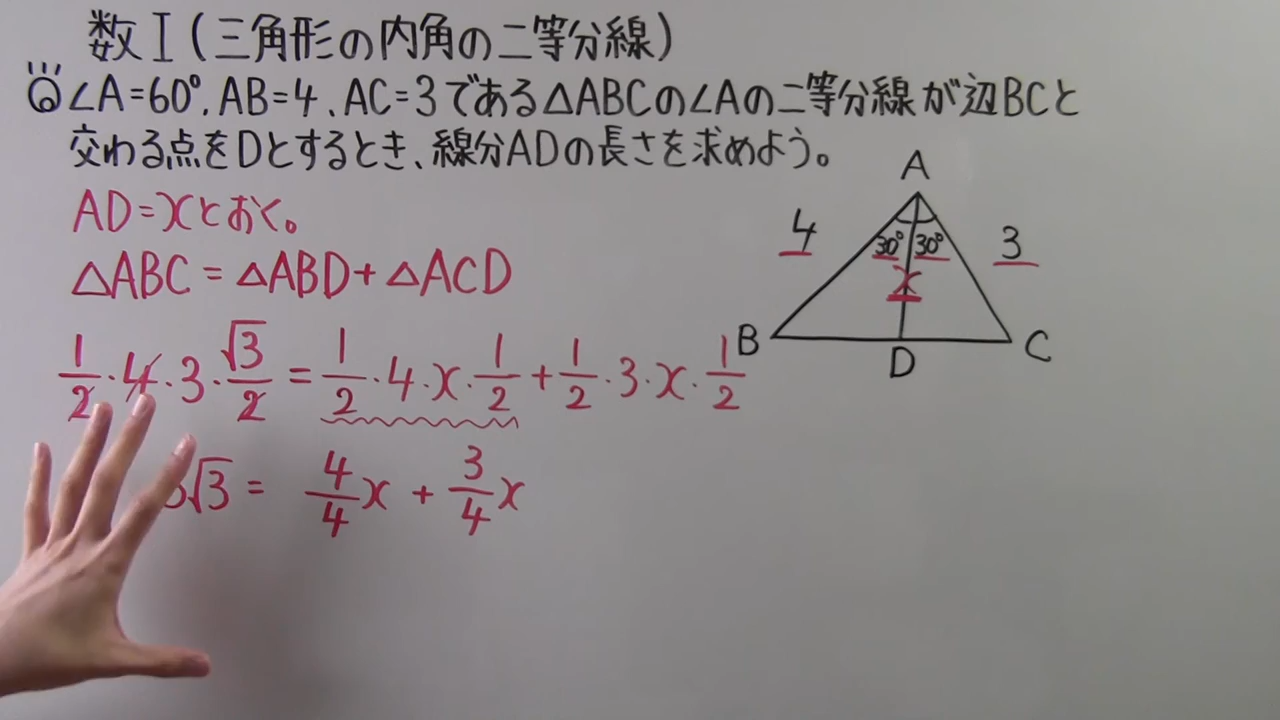 数I(三角形の内角の二等分線)
Q ∠A=60°, AB=4, AC=3である△ABCの∠Aの二等分線が辺BCと
交わる点をDとするとき、線分ADの長さを求めよう。
AD=xとおく。
△ABC=△ABD+△ACD
1/2・4・3・√3/2=1/2・4・x・1/2+1/2・3・x・1/2
√3= 4/4x+3/4x
A
4
30° 30°
3
x
B
D
C